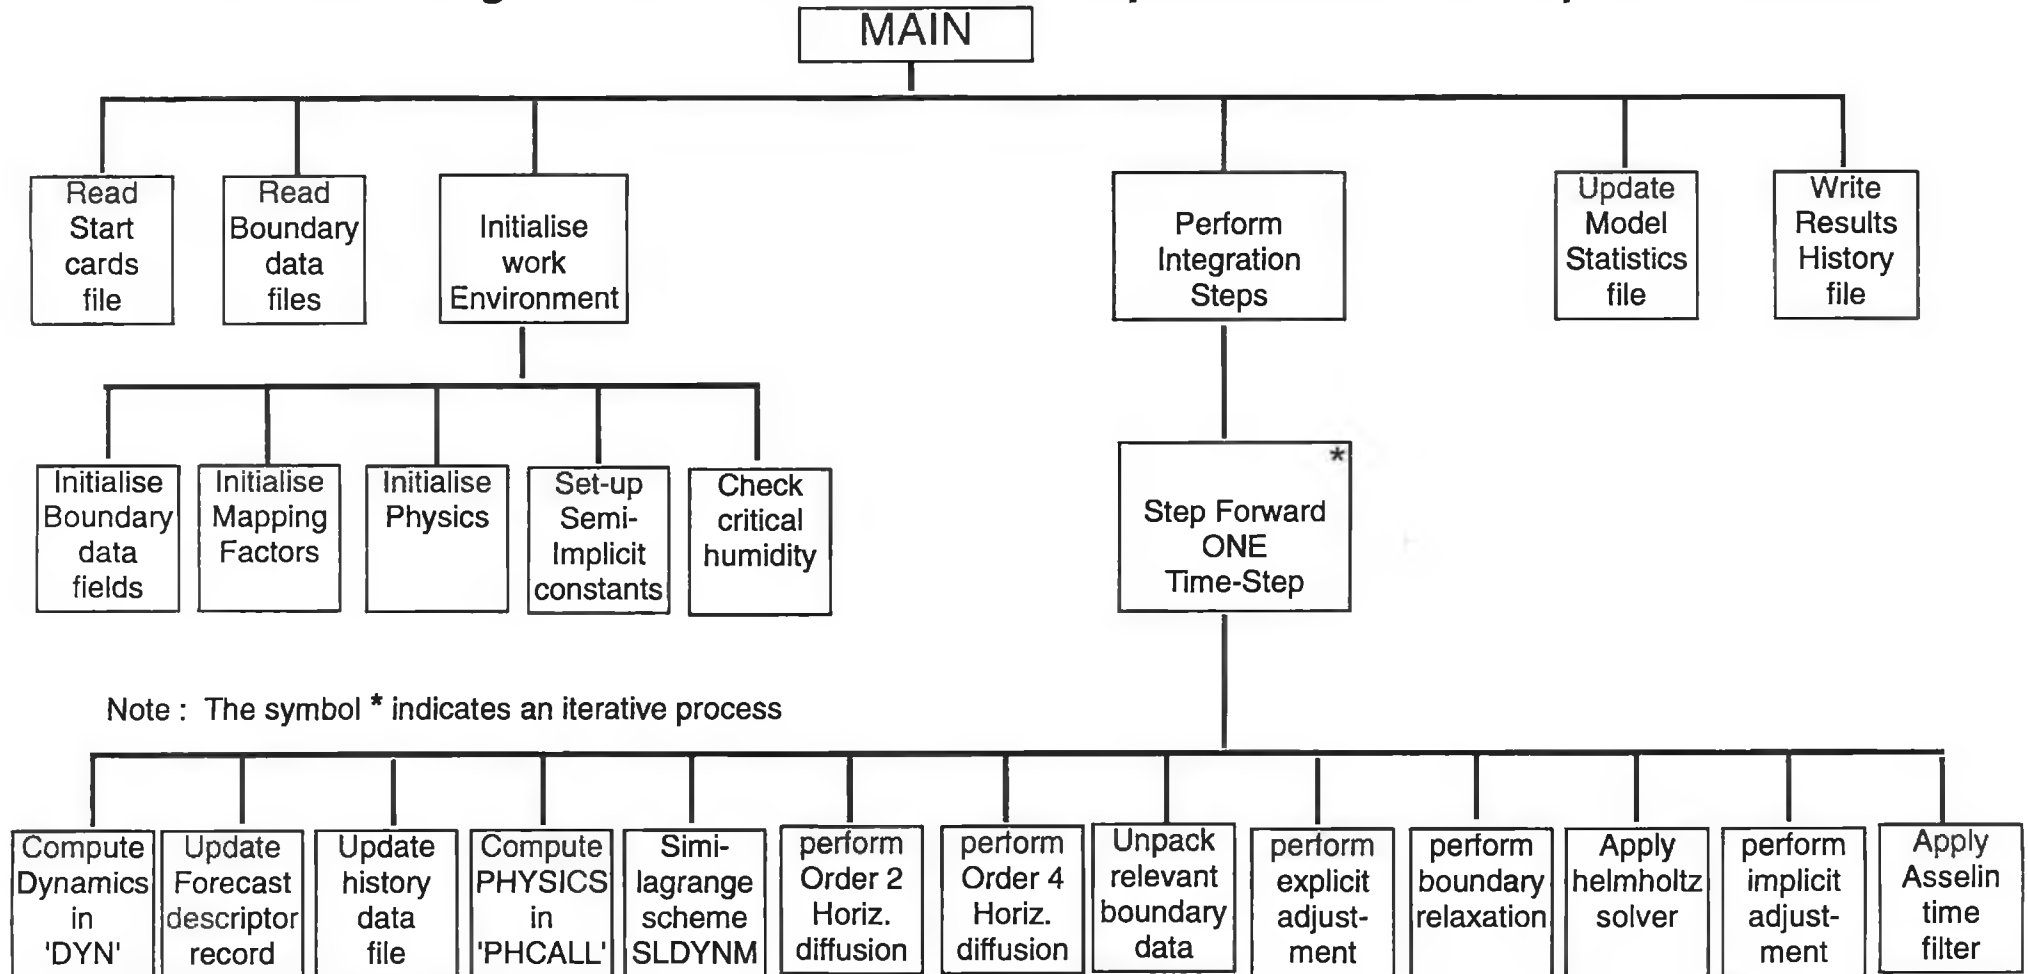 MAIN
Read
Start
cards
file
Read
Boundary
data
files
Initialise
work
Environment
Perform
Integration
Steps
Update
Model
Statistics
file
Write
Results
History
file
Initialise
Boundary
data
fields
Initialise
Mapping
Factors
Initialise
Physics
Set-up
Semi-
Implicit
constants
Check
critical
humidity
*
Step Forward
ONE
Time-Step
Note : The symbol * indicates an iterative process
Compute
Dynamics
in
'DYN'
Update
Forecast
descriptor
record
Update
history
data
file
Compute
PHYSICS
in
'PHCALL'
Simi-
lagrange
scheme
SLDYNM
perform
Order 2
Horiz.
diffusion
perform
Order 4
Horiz.
diffusion
Unpack
relevant
boundary
data
perform
explicit
adjust-
ment
perform
boundary
relaxation
Apply
helmholtz
solver
perform
implicit
adjust-
ment
Apply
Asselin
time
filter